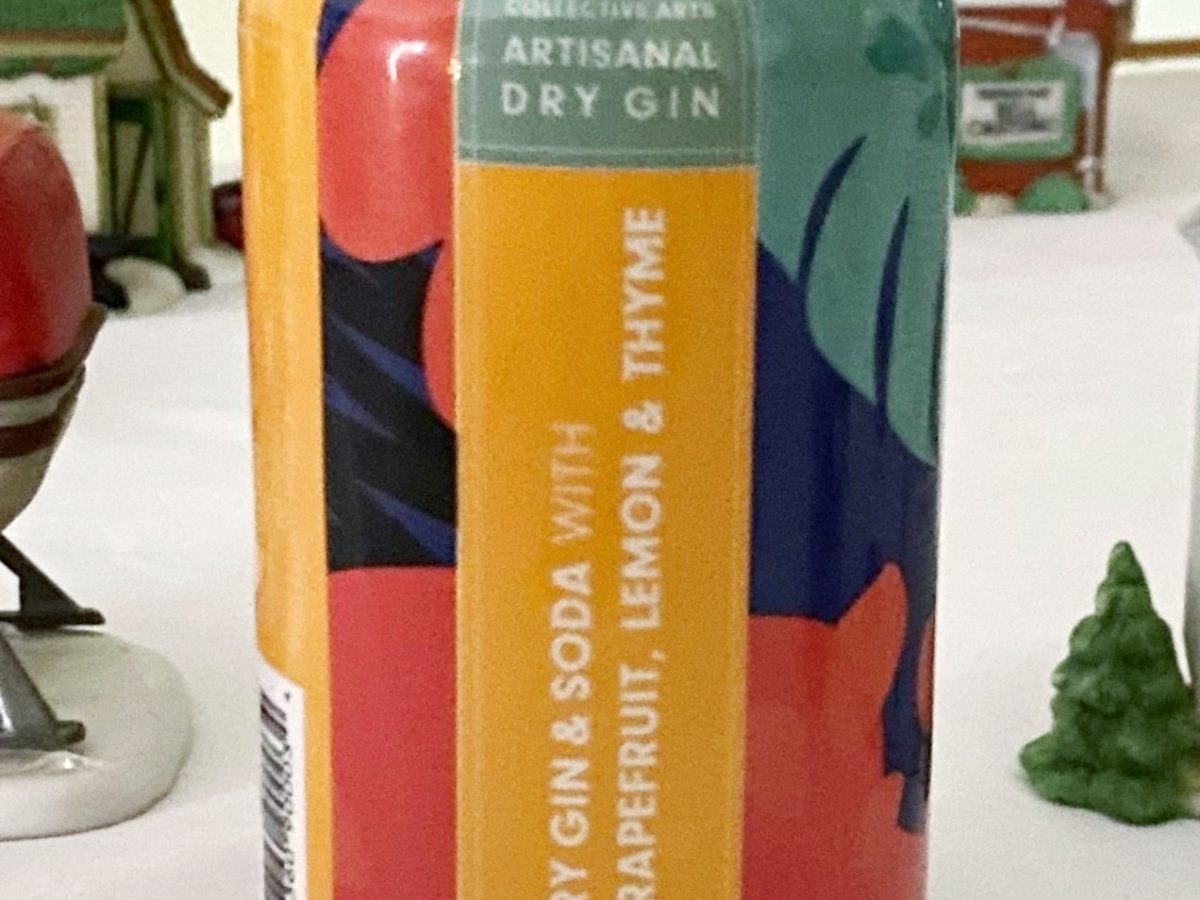 COLLECTIVE ARTS
ARTISANAL
DRY GIN
RY GIN & SODA WITH
RAPEFRUIT, LEMON & THYME